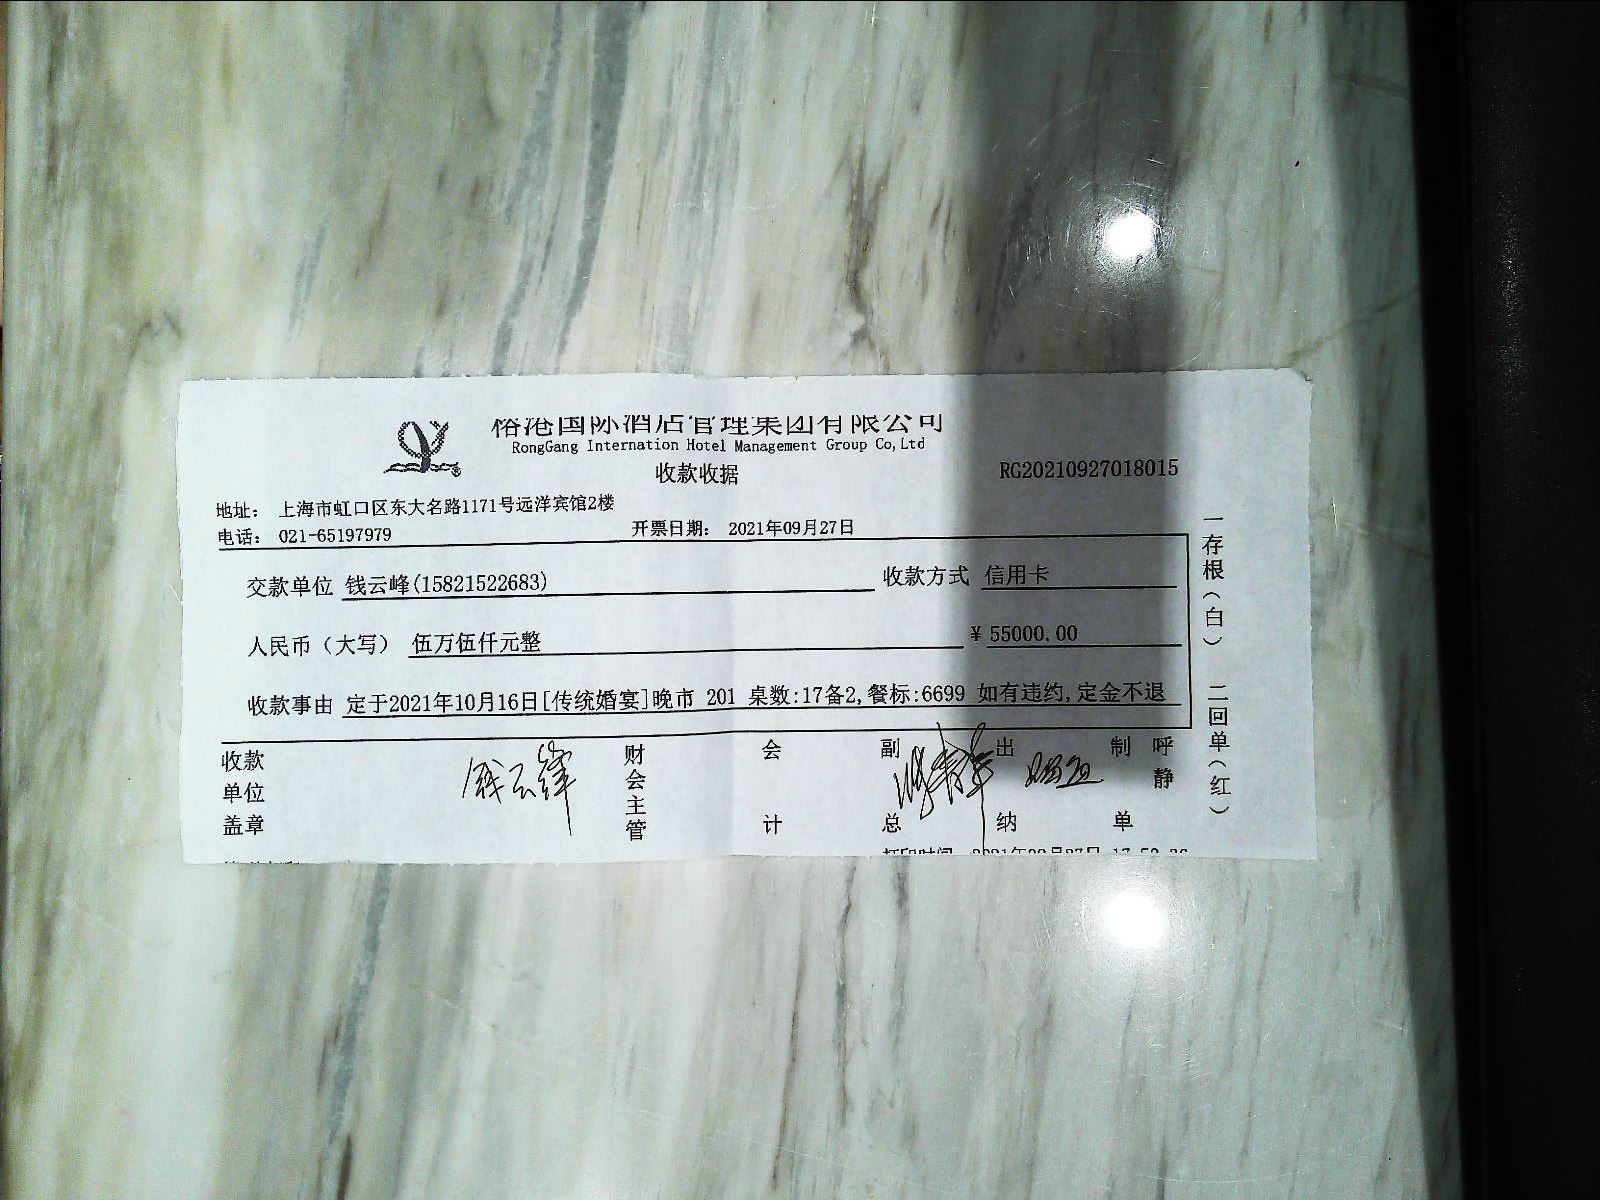 裕港国际酒店管理集团有限公司
RongGang Internation Hotel Management Group Co,Ltd
收款收据
RG20210927018015
地址： 上海市虹口区东大名路1171号远洋宾馆2楼
电话： 021-65197979
开票日期： 2021年09月27日
交款单位 钱云峰(15821522683)
收款方式 信用卡
人民币（大写） 伍万伍仟元整
¥ 55000.00
收款事由 定于2021年10月16日[传统婚宴]晚市 201 桌数:17备2,餐标:6699 如有违约,定金不退
收款单位盖章
钱云锋
财会主管
会计
副总
出纳
制单
呼静
一存根（白） 二回单（红）